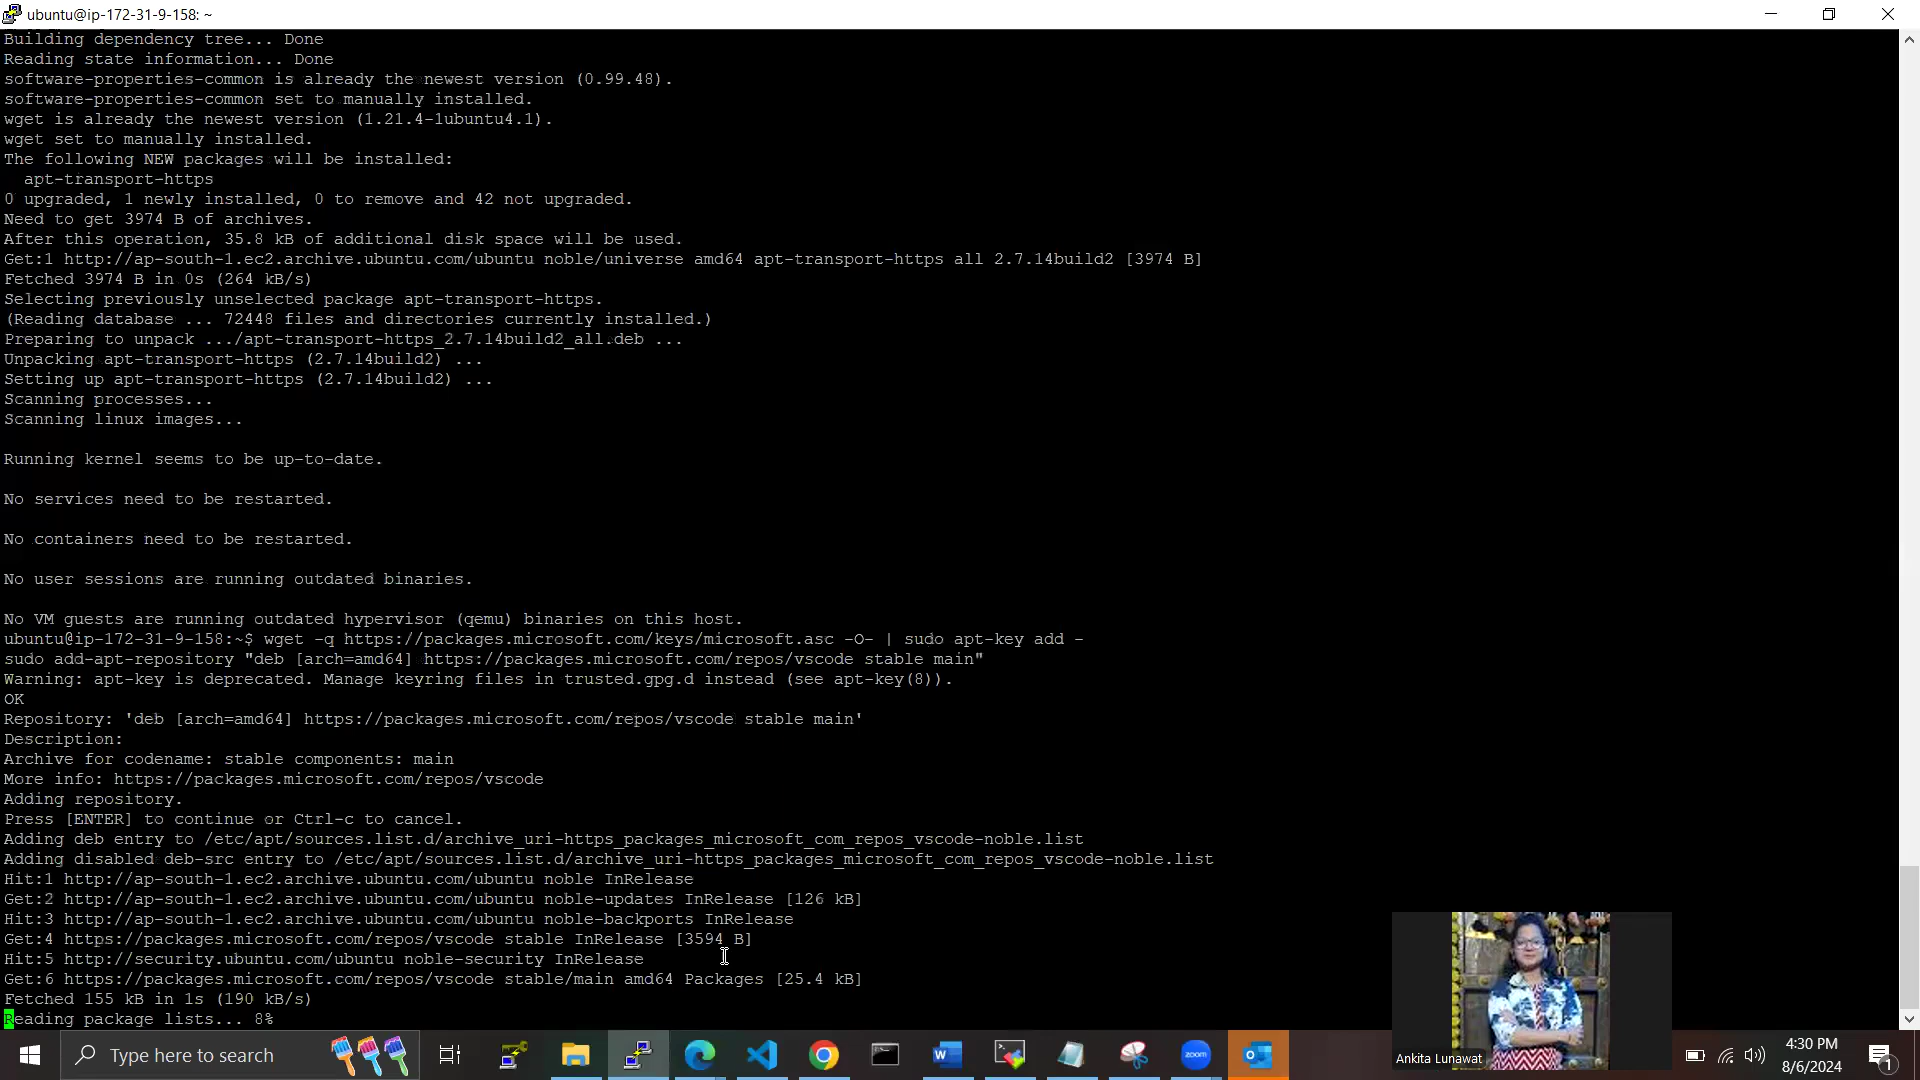 ubuntu@ip-172-31-9-158: ~
Building dependency tree... Done
Reading state information... Done
software-properties-common is already the newest version (0.99.48).
software-properties-common set to manually installed.
wget is already the newest version (1.21.4-1ubuntu4.1).
wget set to manually installed.
The following NEW packages will be installed:
  apt-transport-https
0 upgraded, 1 newly installed, 0 to remove and 42 not upgraded.
Need to get 3974 B of archives.
After this operation, 35.8 kB of additional disk space will be used.
Get:1 http://ap-south-1.ec2.archive.ubuntu.com/ubuntu noble/universe amd64 apt-transport-https all 2.7.14build2 [3974 B]
Fetched 3974 B in 0s (264 kB/s)
Selecting previously unselected package apt-transport-https.
(Reading database ... 72448 files and directories currently installed.)
Preparing to unpack .../apt-transport-https_2.7.14build2_all.deb ...
Unpacking apt-transport-https (2.7.14build2) ...
Setting up apt-transport-https (2.7.14build2) ...
Scanning processes...
Scanning linux images...
Running kernel seems to be up-to-date.
No services need to be restarted.
No containers need to be restarted.
No user sessions are running outdated binaries.
No VM guests are running outdated hypervisor (qemu) binaries on this host.
ubuntu@ip-172-31-9-158:~$ wget -q https://packages.microsoft.com/keys/microsoft.asc -O- | sudo apt-key add -
sudo add-apt-repository "deb [arch=amd64] https://packages.microsoft.com/repos/vscode stable main"
Warning: apt-key is deprecated. Manage keyring files in trusted.gpg.d instead (see apt-key(8)).
OK
Repository: 'deb [arch=amd64] https://packages.microsoft.com/repos/vscode stable main'
Description:
Archive for codename: stable components: main
More info: https://packages.microsoft.com/repos/vscode
Adding repository.
Press [ENTER] to continue or Ctrl-c to cancel.
Adding deb entry to /etc/apt/sources.list.d/archive_uri-https_packages_microsoft_com_repos_vscode-noble.list
Adding disabled deb-src entry to /etc/apt/sources.list.d/archive_uri-https_packages_microsoft_com_repos_vscode-noble.list
Hit:1 http://ap-south-1.ec2.archive.ubuntu.com/ubuntu noble InRelease
Get:2 http://ap-south-1.ec2.archive.ubuntu.com/ubuntu noble-updates InRelease [126 kB]
Hit:3 http://ap-south-1.ec2.archive.ubuntu.com/ubuntu noble-backports InRelease
Get:4 https://packages.microsoft.com/repos/vscode stable InRelease [3594 B]
Hit:5 http://security.ubuntu.com/ubuntu noble-security InRelease
Get:6 https://packages.microsoft.com/repos/vscode stable/main amd64 Packages [25.4 kB]
Fetched 155 kB in 1s (190 kB/s)
Reading package lists... 8%
Ankita Lunawat
Type here to search
zoom
4:30 PM
8/6/2024
1